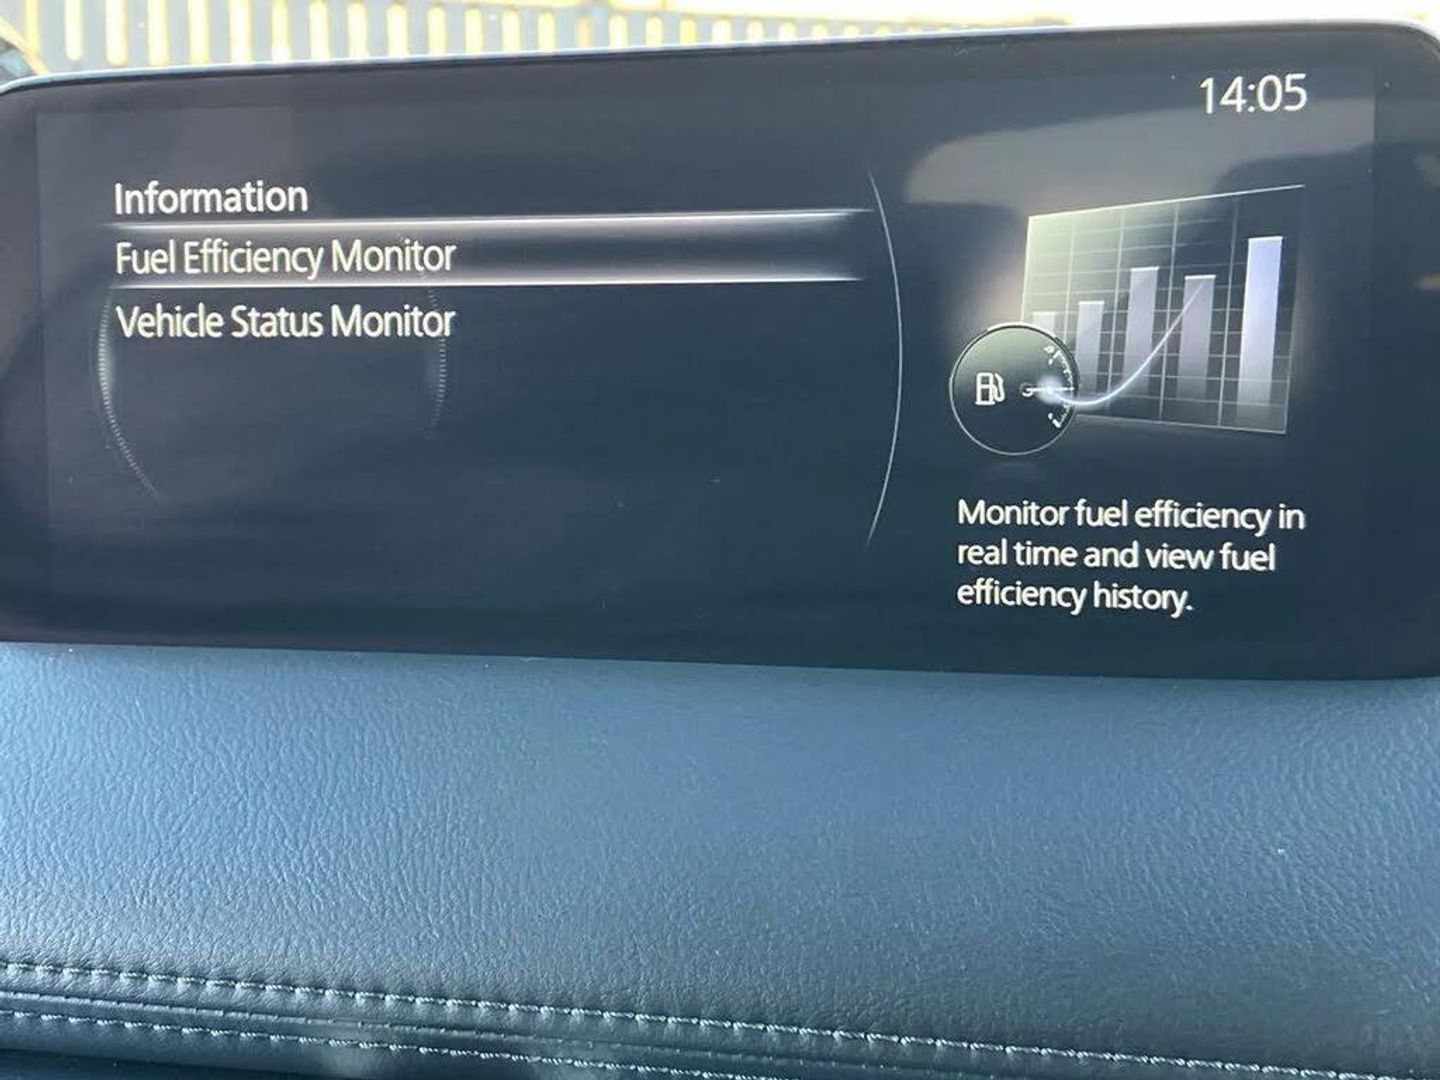 14:05
Information
Fuel Efficiency Monitor
Vehicle Status Monitor
Monitor fuel efficiency in
real time and view fuel
efficiency history.